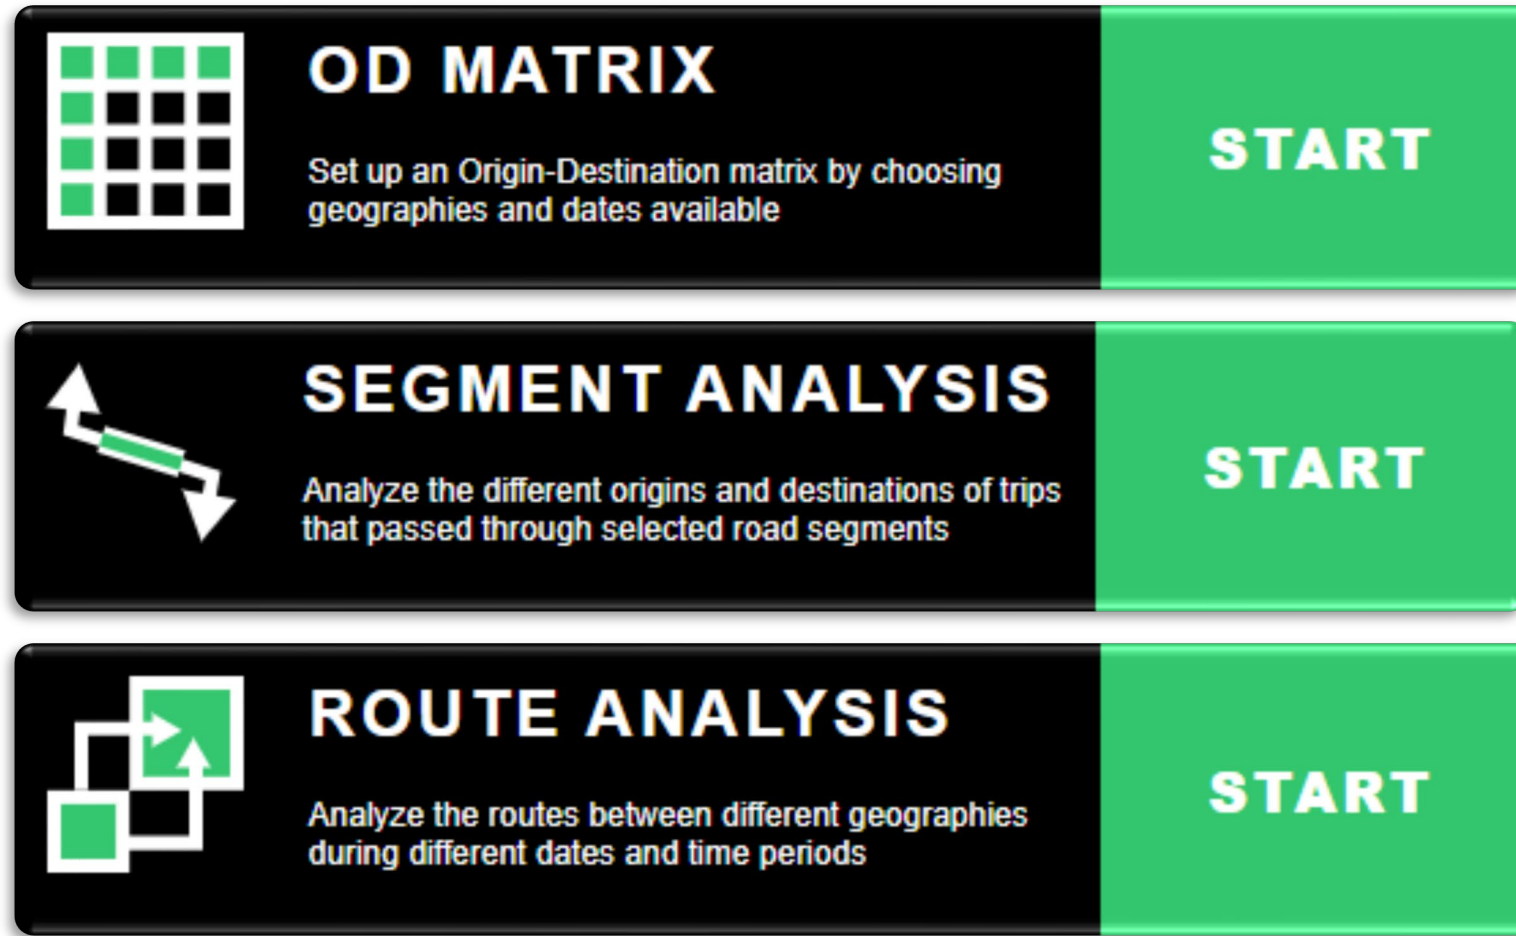 OD MATRIX
Set up an Origin-Destination matrix by choosing
geographies and dates available
START
SEGMENT ANALYSIS
Analyze the different origins and destinations of trips
that passed through selected road segments
START
ROUTE ANALYSIS
Analyze the routes between different geographies
during different dates and time periods
START